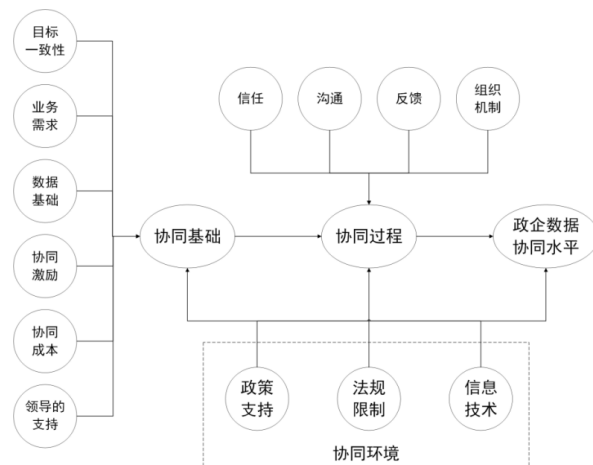 目标
一致性
业务
需求
数据
基础
协同
激励
协同
成本
领导的
支持
信任
沟通
反馈
组织
机制
协同基础
协同过程
政企数据
协同水平
政策
支持
法规
限制
信息
技术
协同环境